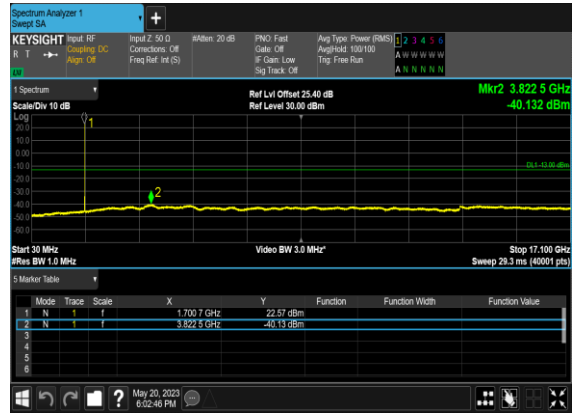 Spectrum Analyzer 1
Swept SA
KEYSIGHT
R T
Input: RF
Coupling: DC
Align: Off
Input Z: 50 Ω
Corrections: Off
Freq Ref: Int (S)
#Atten: 20 dB
PNO: Fast
Gate: Off
IF Gain: Low
Sig Track: Off
Avg Type: Power (RMS)
Avg|Hold: 100/100
Trig: Free Run
1 2 3 4 5 6
A W W W W W
A N N N N N
1 Spectrum
Scale/Div 10 dB
Ref Lvl Offset 25.40 dB
Ref Level 30.00 dBm
Mkr2 3.822 5 GHz
-40.132 dBm
Log
20.0
10.0
0.00
-10.0
-20.0
-30.0
-40.0
-50.0
-60.0
1
2
DL1 -13.00 dBm
Start 30 MHz
#Res BW 1.0 MHz
Video BW 3.0 MHz*
Stop 17.100 GHz
Sweep 29.3 ms (40001 pts)
5 Marker Table
Mode Trace Scale X Y Function Function Width Function Value
1 N 1 f 1.700 7 GHz 22.57 dBm
2 N 1 f 3.822 5 GHz -40.13 dBm
3
4
5
6
?
May 20, 2023
6:02:46 PM